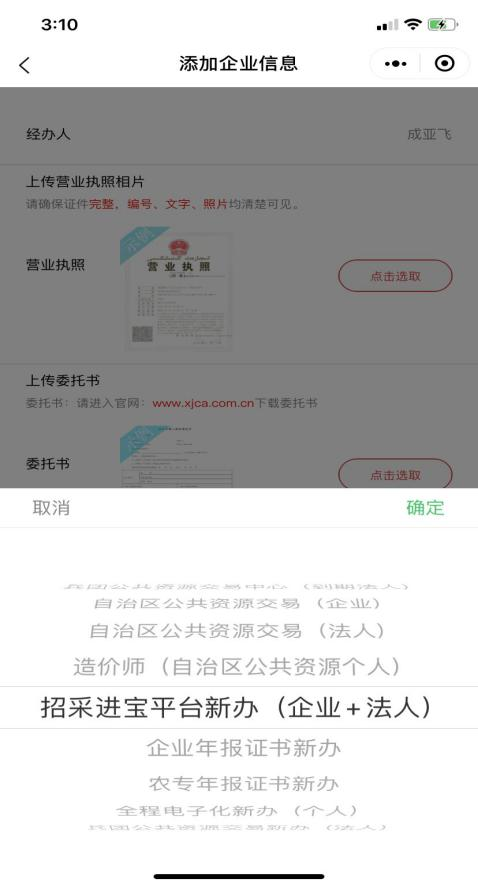 3:10
添加企业信息
经办人 成亚飞
上传营业执照相片
请确保证件完整，编号、文字、照片均清楚可见。
示例
营业执照
营业执照
点击选取
上传委托书
委托书：请进入官网：www.xjca.com.cn下载委托书
示例
委托书
点击选取
取消 确定
兵团公共资源交易中心（到期法人）
自治区公共资源交易（企业）
自治区公共资源交易（法人）
造价师（自治区公共资源个人）
招采进宝平台新办（企业+法人）
企业年报证书新办
农专年报证书新办
全程电子化新办（个人）
兵团公共资源交易新办（法人）